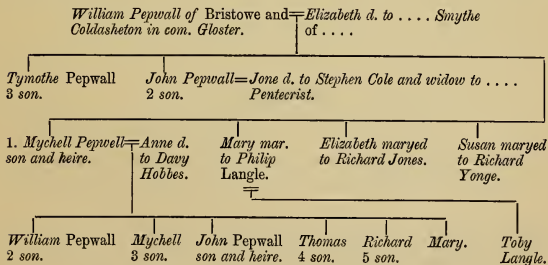 William Pepwall of Bristowe and=Elizabeth d. to .... Smythe
Coldasheton in com. Gloster. of ....
Tymothe Pepwall John Pepwall=Jone d. to Stephen Cole and widow to ....
3 son. 2 son. Pentecrist.
1. Mychell Pepwell=Anne d. Mary mar. Elizabeth maryed Susan maryed
son and heire. to Davy to Philip to Richard Jones. to Richard
Hobbes. Langle. Yonge.
William Pepwall Mychell John Pepwall Thomas Richard Mary. Toby
2 son. 3 son. son and heire. 4 son. 5 son. Langle.